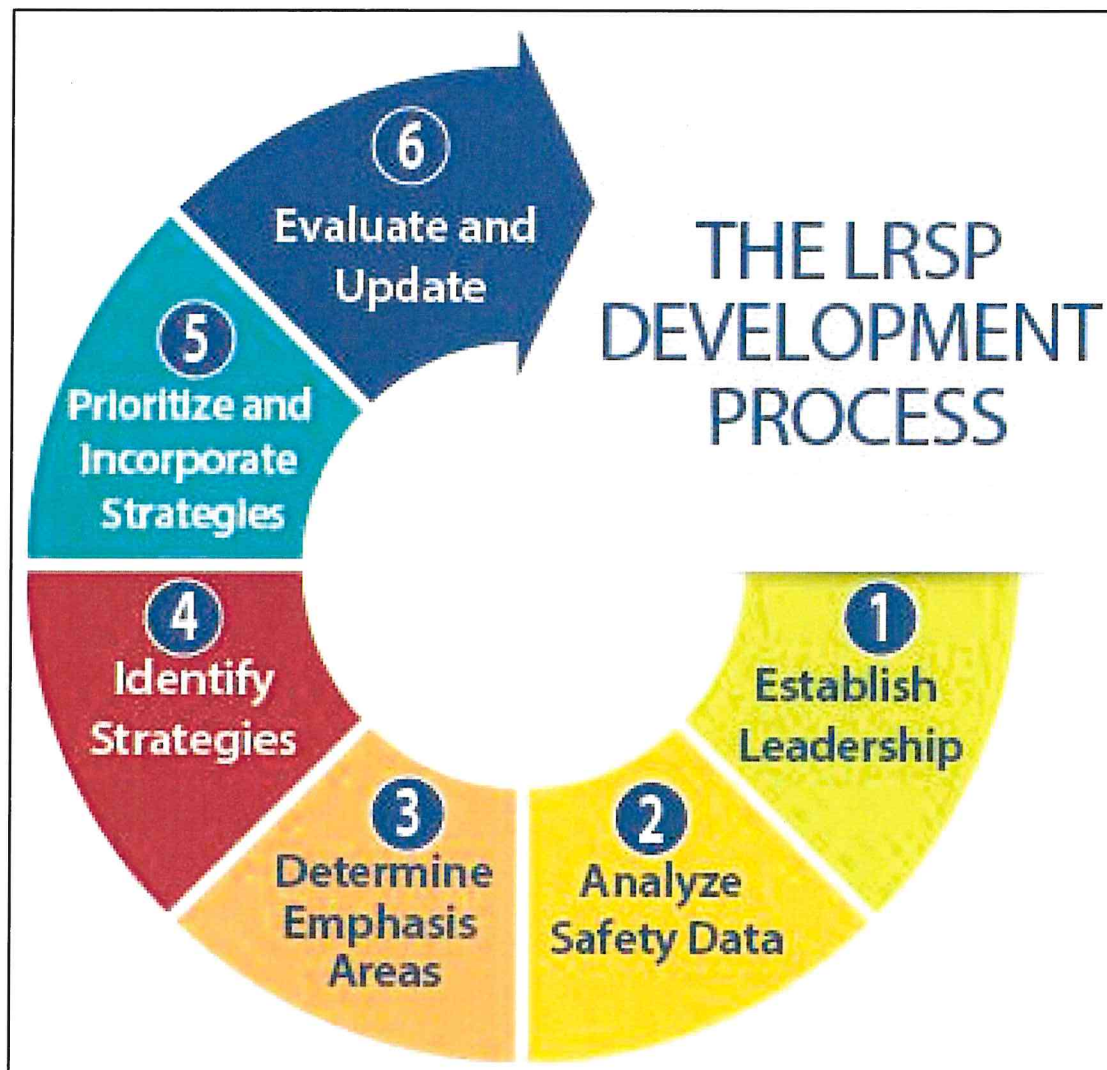 THE LRSP
DEVELOPMENT
PROCESS
1
Establish
Leadership
2
Analyze
Safety Data
3
Determine
Emphasis
Areas
4
Identify
Strategies
5
Prioritize and
Incorporate
Strategies
6
Evaluate and
Update